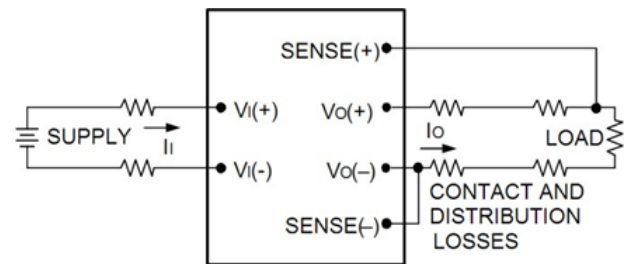 SENSE(+)
VI(+)
VO(+)
SUPPLY
II
IO
LOAD
VI(-)
VO(–)
CONTACT AND
DISTRIBUTION
LOSSES
SENSE(–)